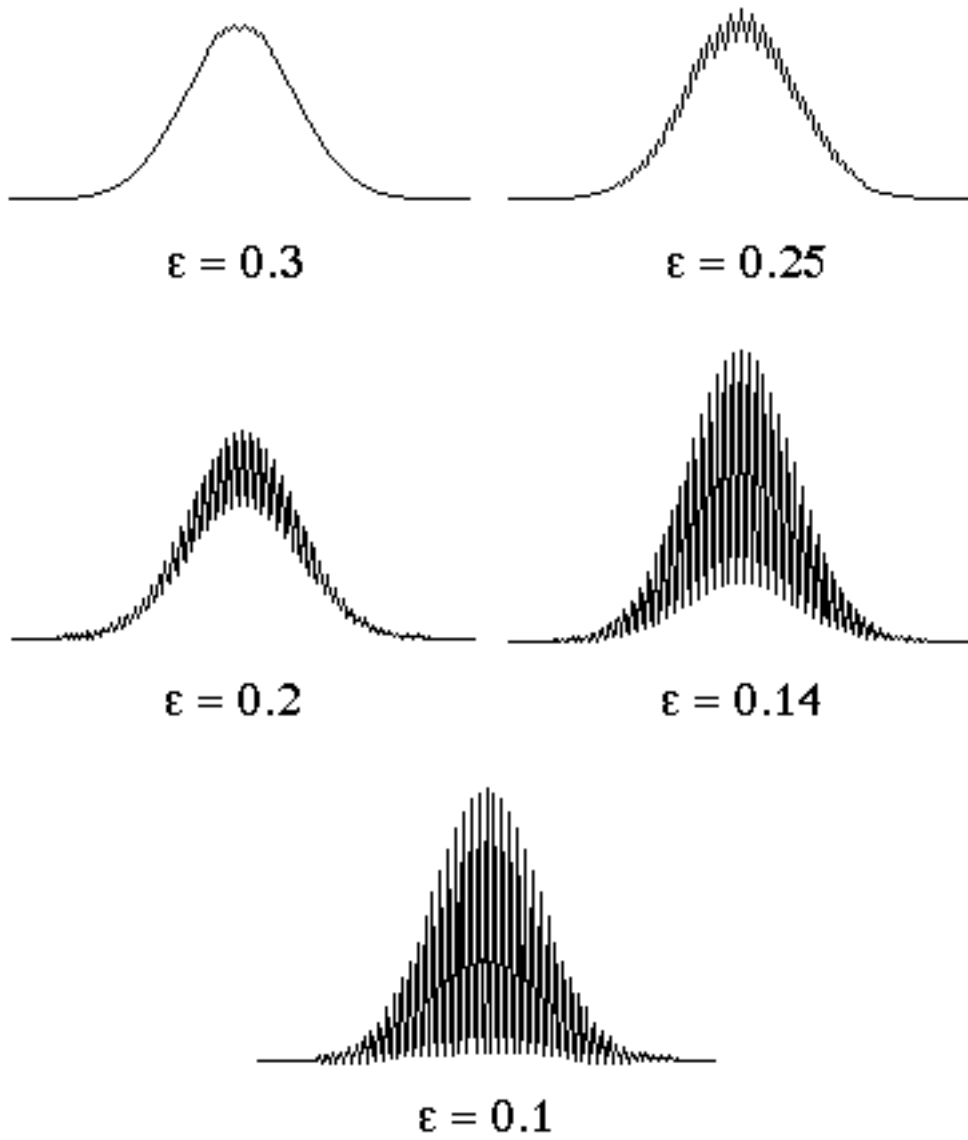 ε = 0.3
ε = 0.25
ε = 0.2
ε = 0.14
ε = 0.1